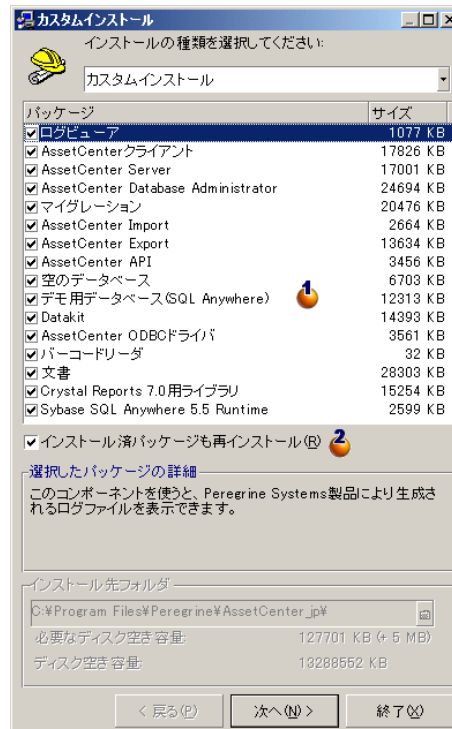 カスタムインストール
インストールの種類を選択してください:
カスタムインストール
パッケージ サイズ
ログビューア 1077 KB
AssetCenterクライアント 17826 KB
AssetCenter Server 17001 KB
AssetCenter Database Administrator 24694 KB
マイグレーション 20476 KB
AssetCenter Import 2664 KB
AssetCenter Export 13634 KB
AssetCenter API 3456 KB
空のデータベース 6703 KB
デモ用データベース(SQL Anywhere) 12313 KB
1
Datakit 14393 KB
AssetCenter ODBCドライバ 3561 KB
バーコードリーダ 32 KB
文書 28303 KB
Crystal Reports 7.0用ライブラリ 15254 KB
Sybase SQL Anywhere 5.5 Runtime 2599 KB
インストール済パッケージも再インストール(R) 2
選択したパッケージの詳細
このコンポーネントを使うと、Peregrine Systems製品により生成さ
れるログファイルを表示できます。
インストール先フォルダ
C:¥Program Files¥Peregrine¥AssetCenter_jp¥
必要なディスク空き容量: 127701 KB (+ 5 MB)
ディスク空き容量: 13288552 KB
< 戻る(P) 次へ(N) > 終了(X)